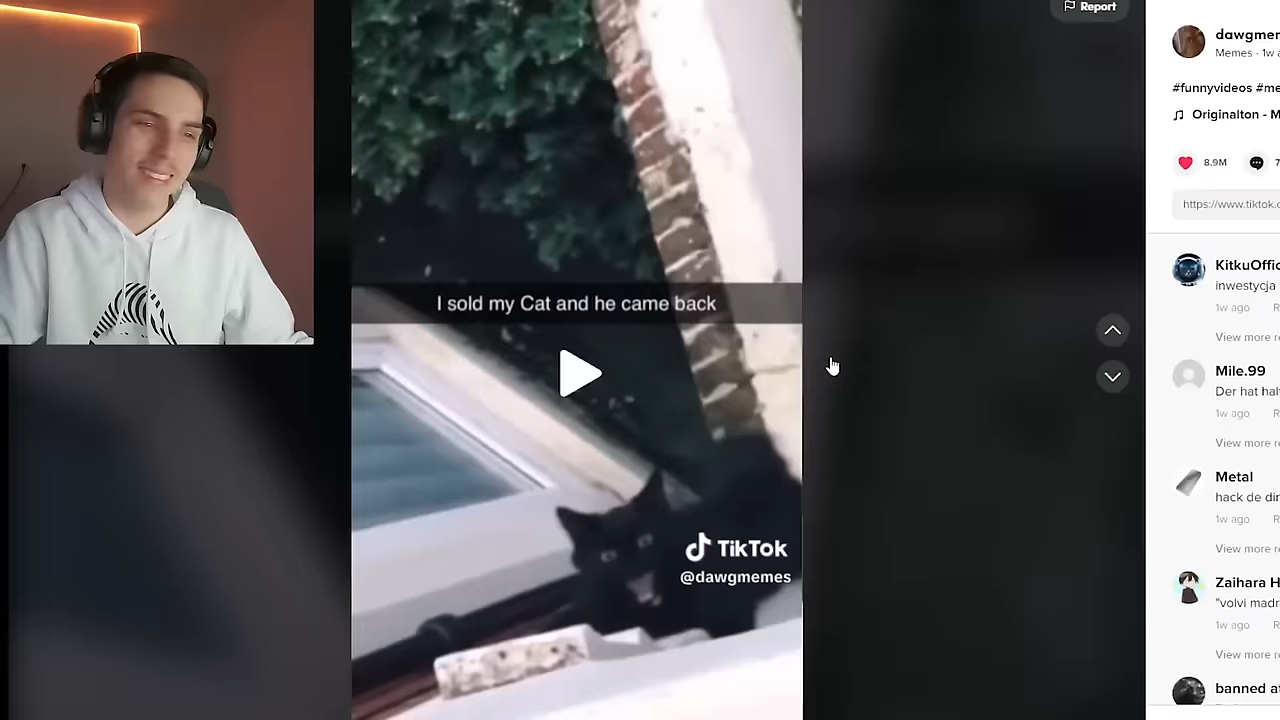 Report
Memes · 1w a
#funnyvideos #me
Originalton - M
8.9M
7
https://www.tiktok.c
I sold my Cat and he came back
TikTok
@dawgmemes
KitkuOffic
inwestycja
1w ago R
View more re
Mile.99
Der hat hal
1w ago R
View more re
Metal
hack de dir
1w ago R
View more re
Zaihara H
"volvi madr
1w ago R
View more re
banned a